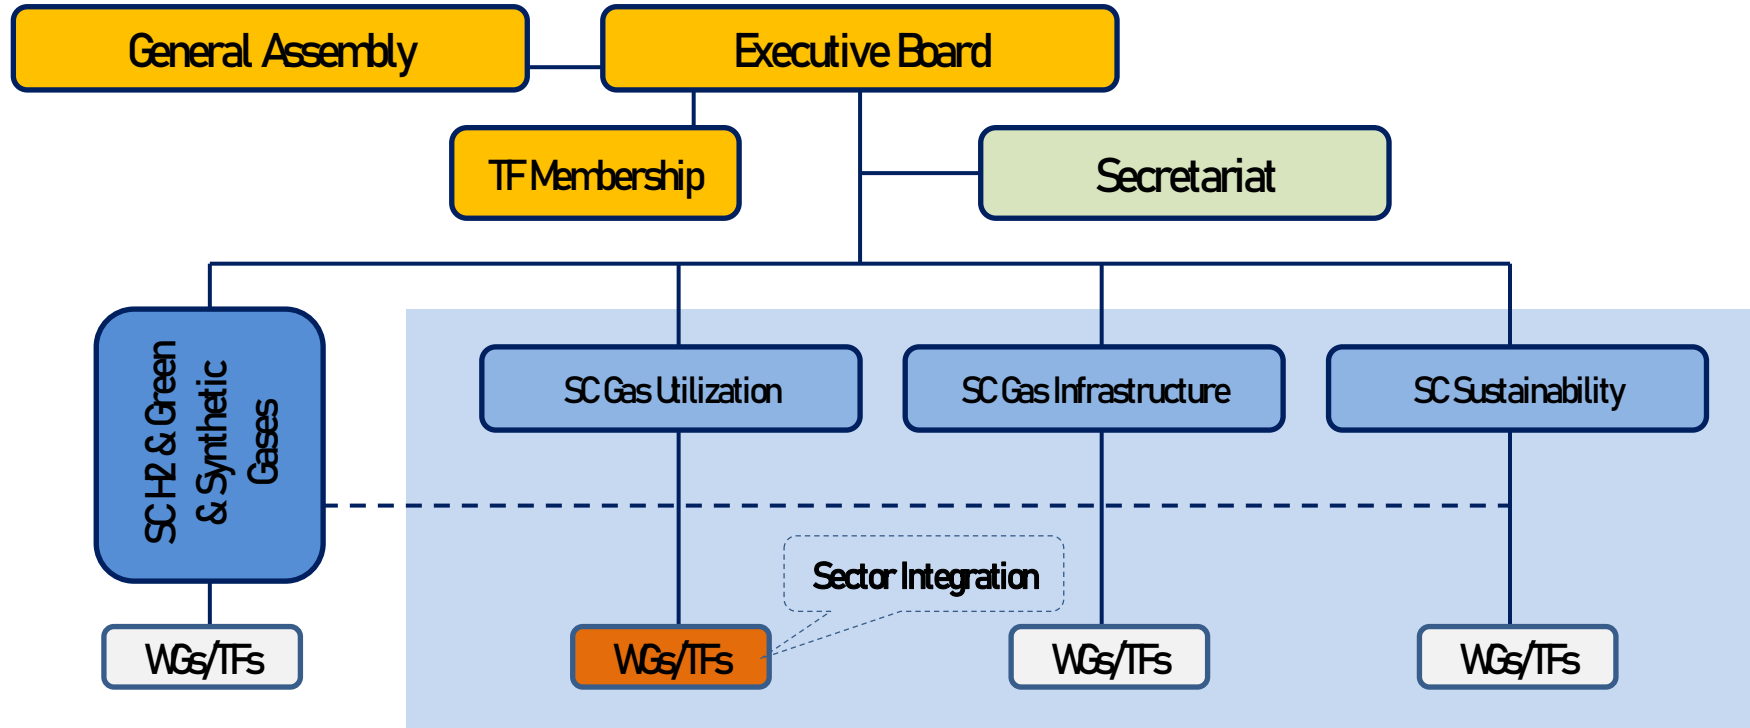 General Assembly
Executive Board
TF Membership
Secretariat
SC H2 & Green
& Synthetic
Gases
SC Gas Utilization
SC Gas Infrastructure
SC Sustainability
Sector Integration
WGs/TFs
WGs/TFs
WGs/TFs
WGs/TFs